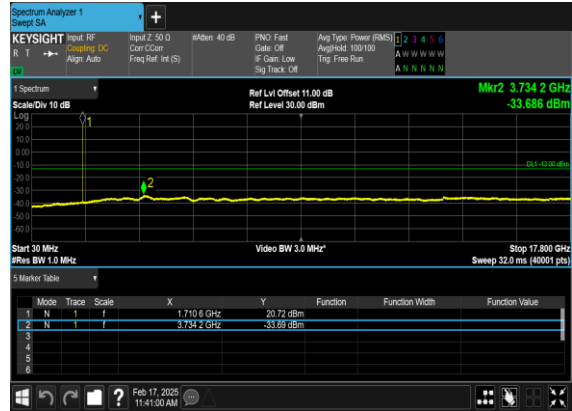 Spectrum Analyzer 1
Swept SA
+
KEYSIGHT Input: RF Input Z: 50 Ω #Atten: 40 dB PNO: Fast Avg Type: Power (RMS) 1 2 3 4 5 6
R T Coupling: DC Corr CCorr Gate: Off Avg|Hold: 100/100 A W W W W W
Align: Auto Freq Ref: Int (S) IF Gain: Low Trig: Free Run
Sig Track: Off A N N N N N
1 Spectrum
Ref Lvl Offset 11.00 dB Mkr2 3.734 2 GHz
Scale/Div 10 dB Ref Level 30.00 dBm -33.686 dBm
Log
1
20.0
10.0
0.00
-10.0 DL1 -13.00 dBm
-20.0
2
-30.0
-40.0
-50.0
-60.0
Start 30 MHz Video BW 3.0 MHz* Stop 17.800 GHz
#Res BW 1.0 MHz Sweep 32.0 ms (40001 pts)
5 Marker Table
Mode Trace Scale X Y Function Function Width Function Value
1 N 1 f 1.710 6 GHz 20.72 dBm
2 N 1 f 3.734 2 GHz -33.69 dBm
3
4
5
6
? Feb 17, 2025
11:41:00 AM